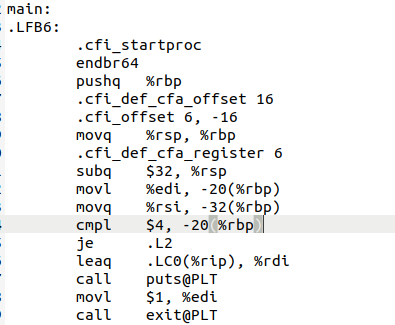 main:
.LFB6:
.cfi_startproc
endbr64
pushq %rbp
.cfi_def_cfa_offset 16
.cfi_offset 6, -16
movq %rsp, %rbp
.cfi_def_cfa_register 6
subq $32, %rsp
movl %edi, -20(%rbp)
movq %rsi, -32(%rbp)
cmpl $4, -20(%rbp)
je .L2
leaq .LC0(%rip), %rdi
call puts@PLT
movl $1, %edi
call exit@PLT